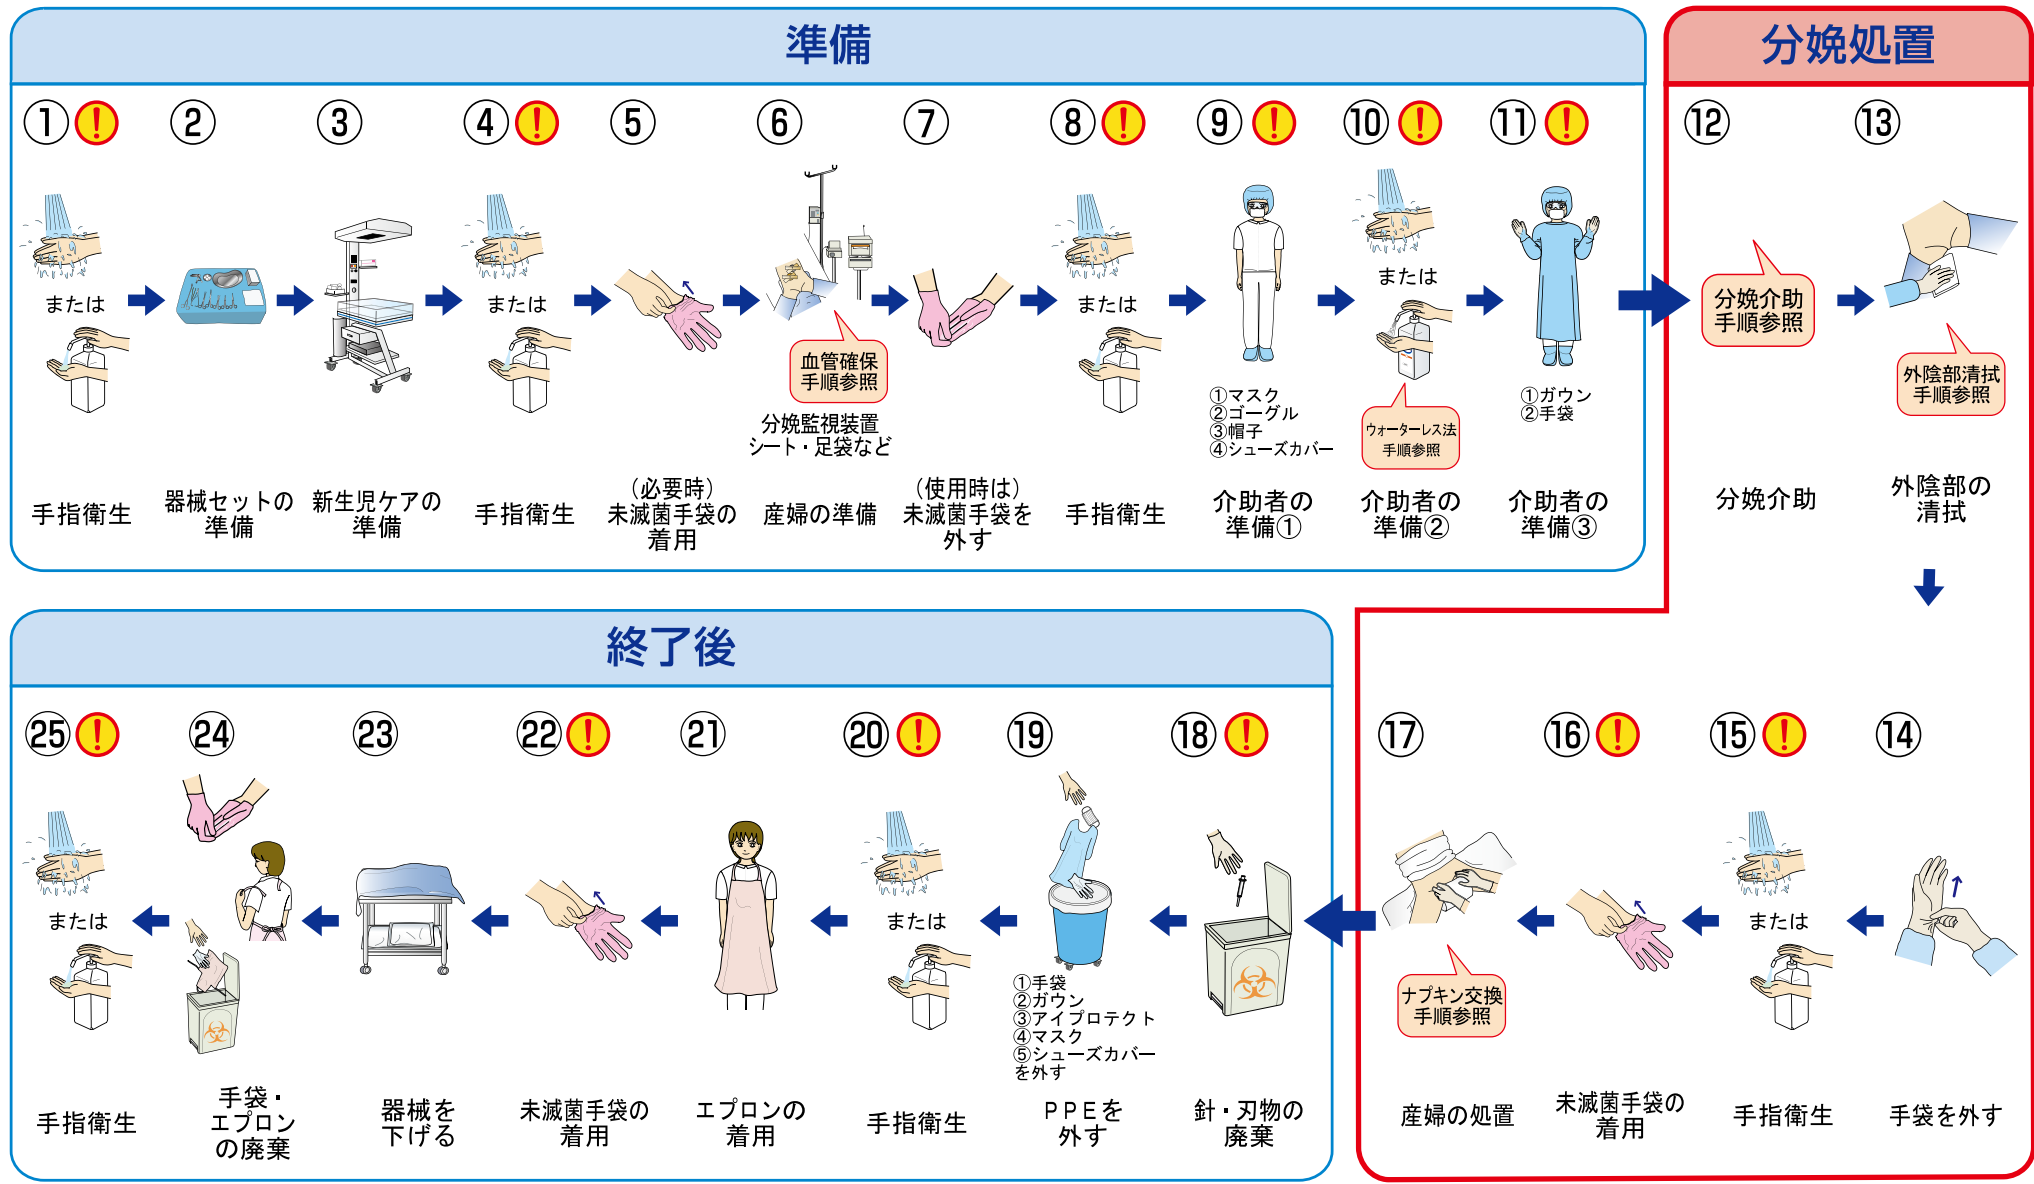 準備
① !
または
手指衛生
②
器械セットの
準備
③
新生児ケアの
準備
④ !
または
手指衛生
⑤
(必要時)
未滅菌手袋の
着用
⑥
血管確保
手順参照
分娩監視装置
シート・足袋など
産婦の準備
⑦
(使用時は)
未滅菌手袋を
外す
⑧ !
または
手指衛生
⑨ !
①マスク
②ゴーグル
③帽子
④シューズカバー
介助者の
準備①
⑩ !
または
ウォーターレス法
手順参照
介助者の
準備②
⑪ !
①ガウン
②手袋
介助者の
準備③
分娩処置
⑫
分娩介助
手順参照
分娩介助
⑬
外陰部清拭
手順参照
外陰部の
清拭
⑭
手袋を外す
⑮ !
または
手指衛生
⑯ !
未滅菌手袋の
着用
⑰
ナプキン交換
手順参照
産婦の処置
終了後
⑱ !
針・刃物の
廃棄
⑲
①手袋
②ガウン
③アイプロテクト
④マスク
⑤シューズカバー
を外す
PPEを
外す
⑳ !
または
手指衛生
㉑
エプロンの
着用
㉒ !
未滅菌手袋の
着用
㉓
器械を
下げる
㉔
手袋・
エプロン
の廃棄
㉕ !
または
手指衛生